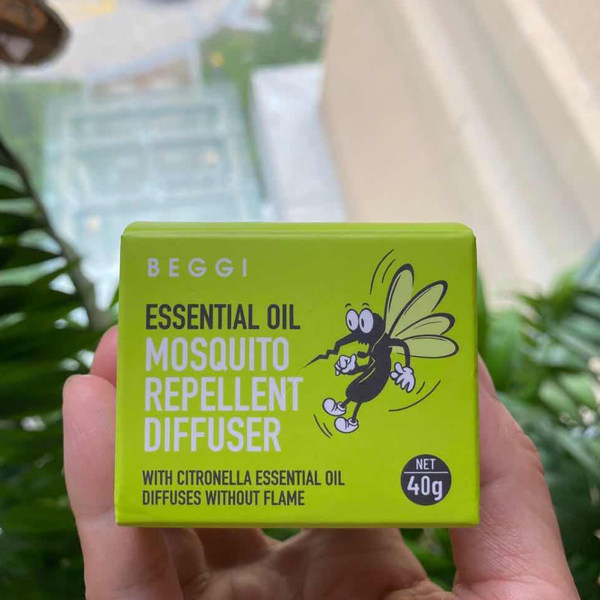 BEGGI
ESSENTIAL OIL
MOSQUITO
REPELLENT
DIFFUSER
WITH CITRONELLA ESSENTIAL OIL
DIFFUSES WITHOUT FLAME
NET
40g